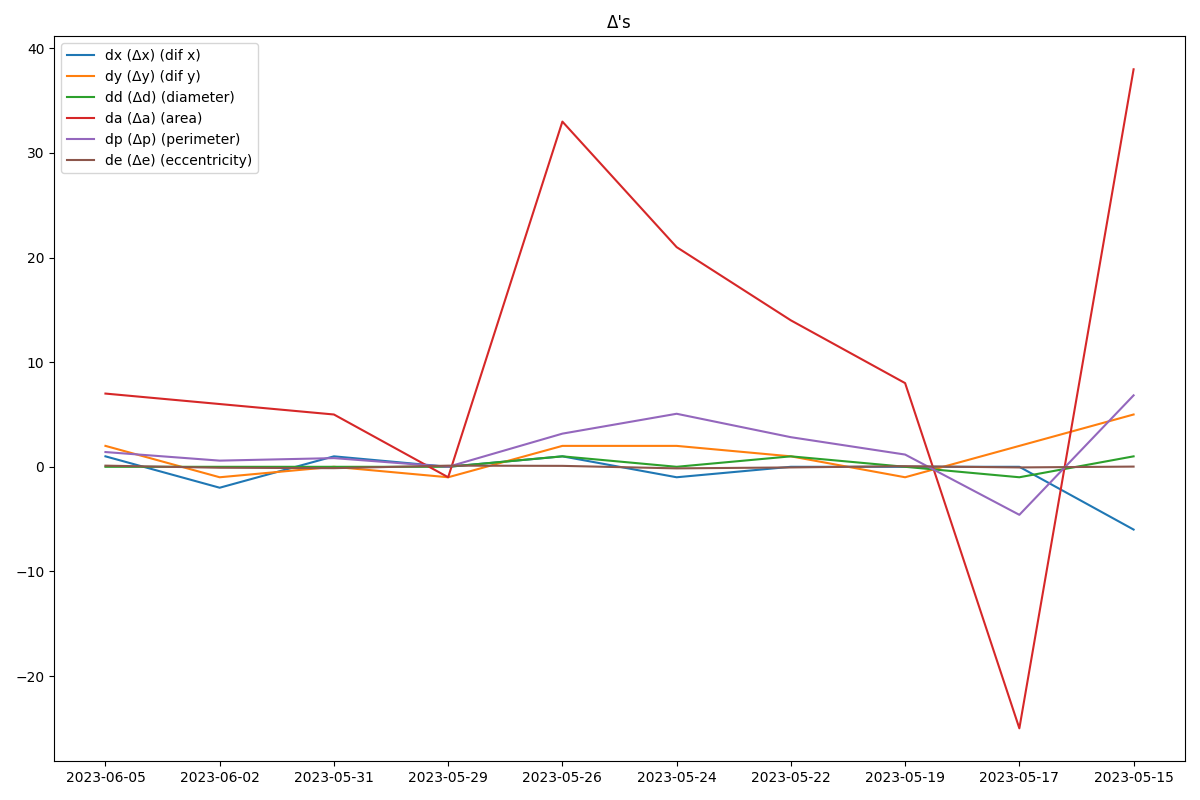 Δ's
dx (Δx) (dif x)
dy (Δy) (dif y)
dd (Δd) (diameter)
da (Δa) (area)
dp (Δp) (perimeter)
de (Δe) (eccentricity)
40
30
20
10
0
−10
−20
2023-06-05 2023-06-02 2023-05-31 2023-05-29 2023-05-26 2023-05-24 2023-05-22 2023-05-19 2023-05-17 2023-05-15